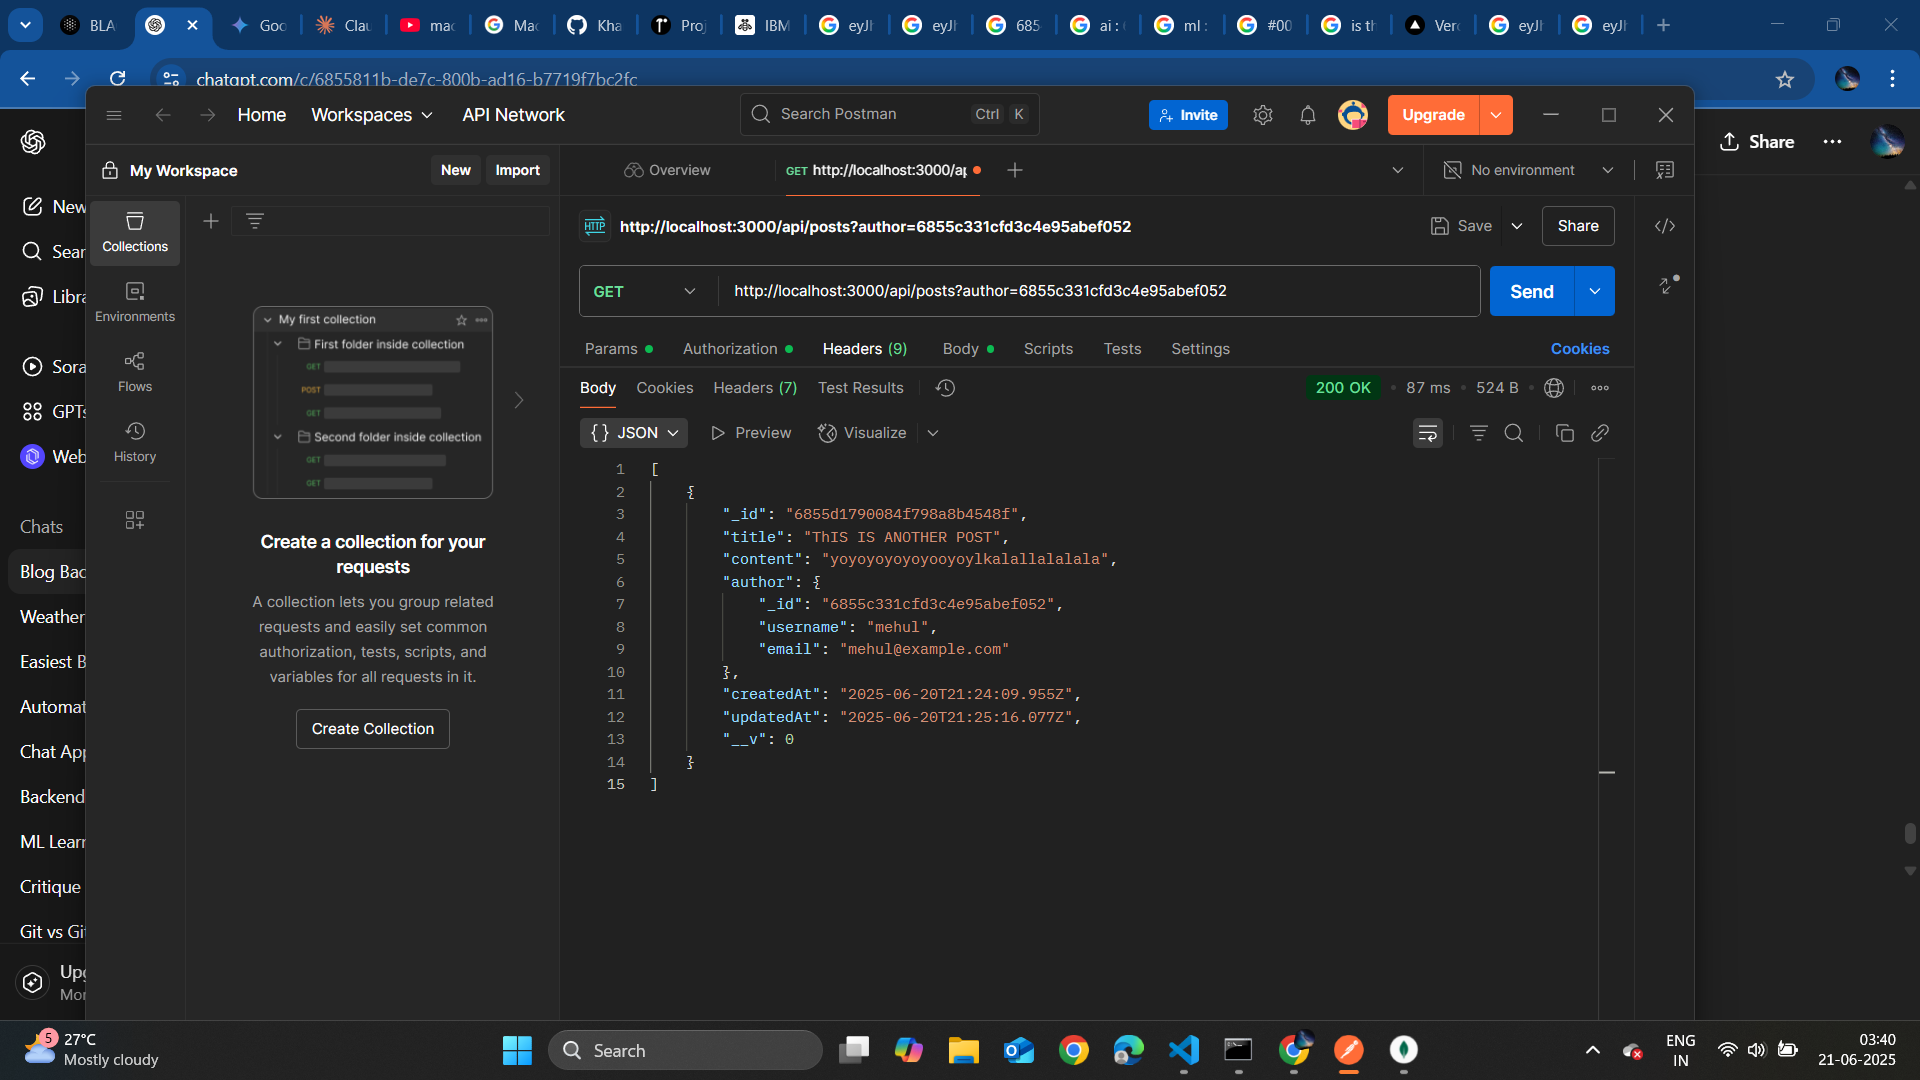 BLA
Goo
Clau
mac
Mac
Kha
Proj
IBM
eyJh
eyJh
685
ml :
#00
is th
Verc
eyJh
eyJh
chatgpt.com/c/6855811b-de7c-800b-ad16-b7719f7bc2fc
Home
Workspaces
API Network
Search Postman
Ctrl
K
Invite
Upgrade
Share
My Workspace
New
Import
Overview
GET http://localhost:3000/ap
No environment
New
Sear
Libra
Sora
GPTs
Web
Chats
Blog Bac
Weather
Easiest B
Automat
Chat App
Backend
ML Learn
Critique
Git vs Git
Upg
Mor
Collections
Environments
Flows
History
My first collection
First folder inside collection
GET
POST
GET
Second folder inside collection
GET
GET
Create a collection for your
requests
A collection lets you group related
requests and easily set common
authorization, tests, scripts, and
variables for all requests in it.
Create Collection
HTTP
http://localhost:3000/api/posts?author=6855c331cfd3c4e95abef052
Save
Share
GET
http://localhost:3000/api/posts?author=6855c331cfd3c4e95abef052
Send
Params
Authorization
Headers (9)
Body
Scripts
Tests
Settings
Cookies
Body
Cookies
Headers (7)
Test Results
200 OK
87 ms
524 B
{} JSON
Preview
Visualize
1 [
2 {
3 "_id": "6855d1790084f798a8b4548f",
4 "title": "ThIS IS ANOTHER POST",
5 "content": "yoyoyoyoyoyooyoylkalallalalala",
6 "author": {
7 "_id": "6855c331cfd3c4e95abef052",
8 "username": "mehul",
9 "email": "mehul@example.com"
10 },
11 "createdAt": "2025-06-20T21:24:09.955Z",
12 "updatedAt": "2025-06-20T21:25:16.077Z",
13 "__v": 0
14 }
15 ]
5
27°C
Mostly cloudy
Search
ENG
IN
03:40
21-06-2025